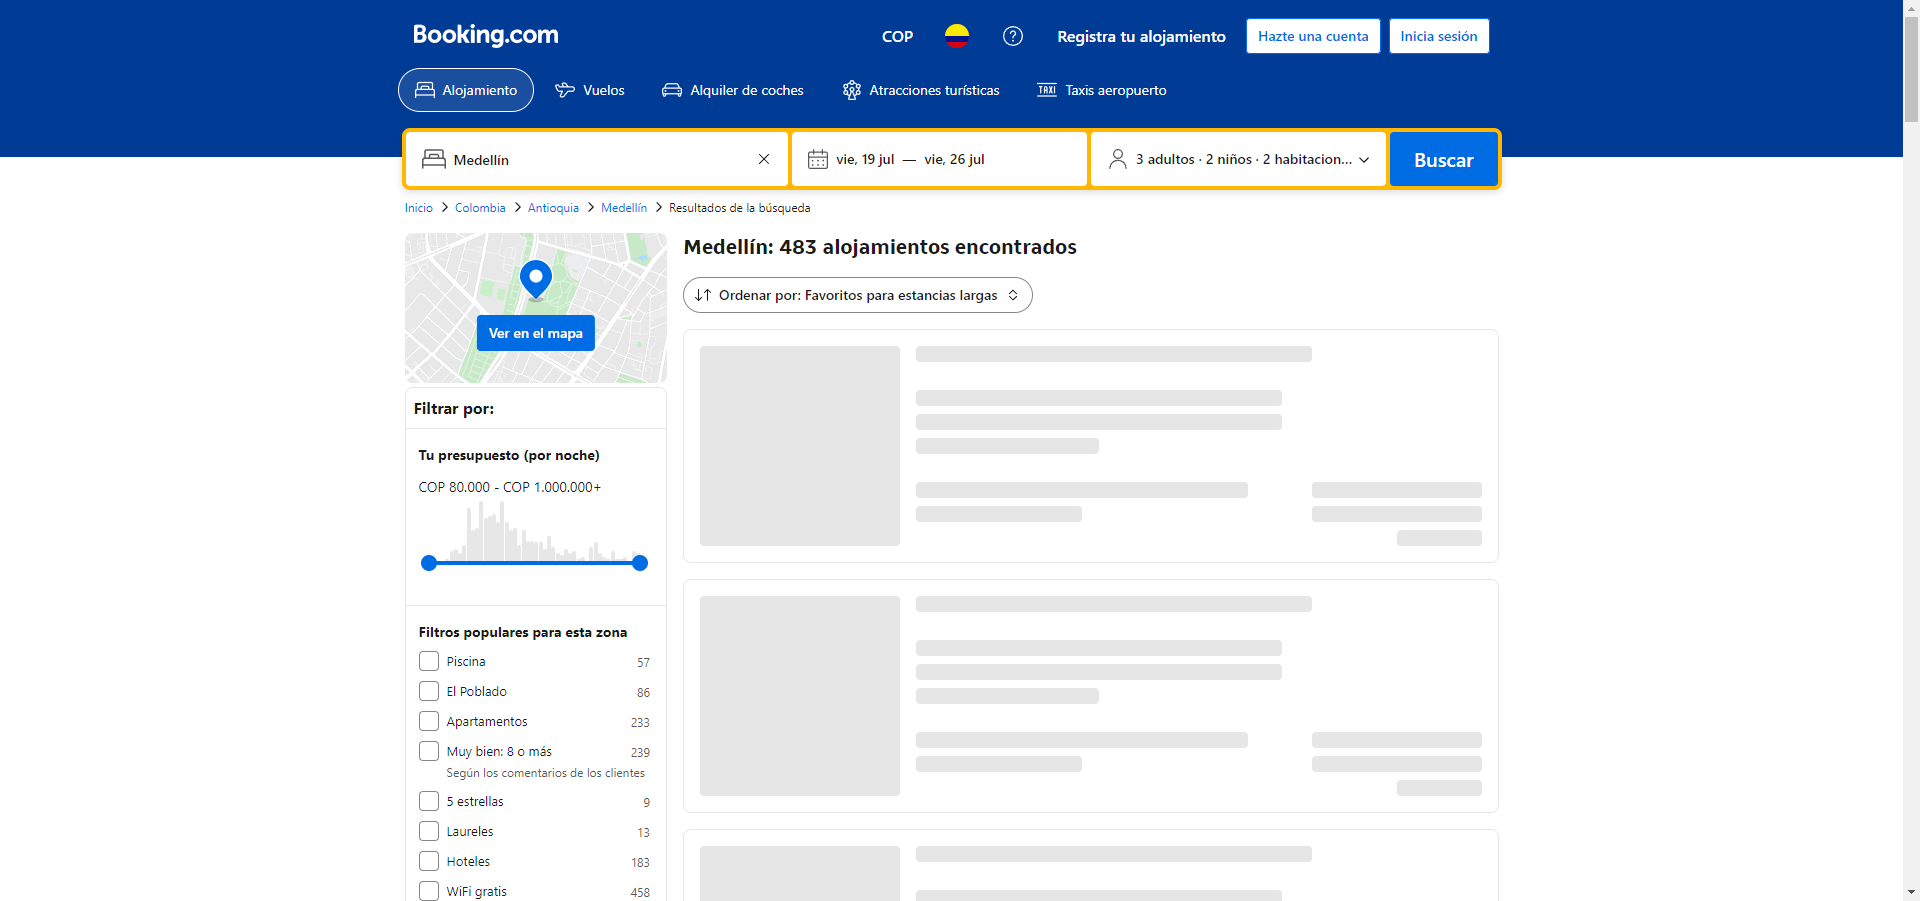 Booking.com
COP
Registra tu alojamiento
Hazte una cuenta
Inicia sesión
Alojamiento
Vuelos
Alquiler de coches
Atracciones turísticas
TAXI
Taxis aeropuerto
Medellín
vie, 19 jul — vie, 26 jul
3 adultos · 2 niños · 2 habitacion...
Buscar
Inicio
Colombia
Antioquia
Medellín
Resultados de la búsqueda
Ver en el mapa
Medellín: 483 alojamientos encontrados
Ordenar por: Favoritos para estancias largas
Filtrar por:
Tu presupuesto (por noche)
COP 80.000 - COP 1.000.000+
Filtros populares para esta zona
Piscina 57
El Poblado 86
Apartamentos 233
Muy bien: 8 o más 239
Según los comentarios de los clientes
5 estrellas 9
Laureles 13
Hoteles 183
WiFi gratis 458